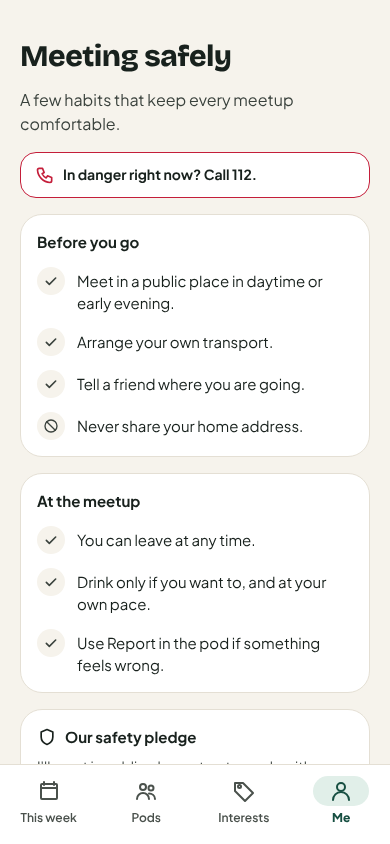 Meeting safely
A few habits that keep every meetup
comfortable.
In danger right now? Call 112.
Before you go
Meet in a public place in daytime or
early evening.
Arrange your own transport.
Tell a friend where you are going.
Never share your home address.
At the meetup
You can leave at any time.
Drink only if you want to, and at your
own pace.
Use Report in the pod if something
feels wrong.
Our safety pledge
This week
Pods
Interests
Me